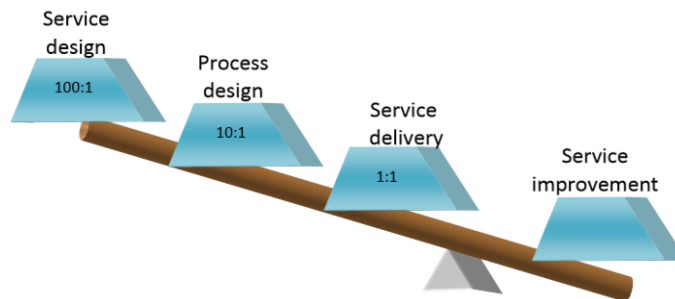 Service
design
100:1
Process
design
10:1
Service
delivery
1:1
Service
improvement